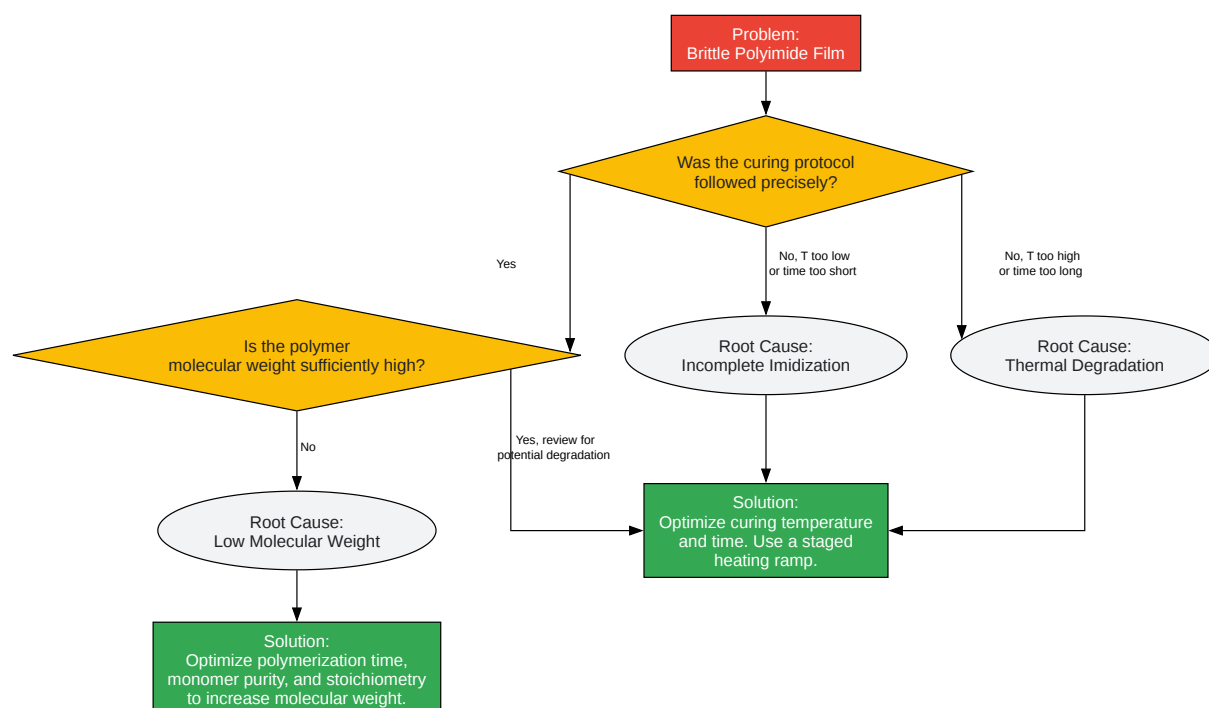 Problem:
Brittle Polyimide Film
Was the curing protocol
followed precisely?
Yes
No, T too low
or time too short
No, T too high
or time too long
Is the polymer
molecular weight sufficiently high?
Root Cause:
Incomplete Imidization
Root Cause:
Thermal Degradation
No
Yes, review for
potential degradation
Root Cause:
Low Molecular Weight
Solution:
Optimize curing temperature
and time. Use a staged
heating ramp.
Solution:
Optimize polymerization time,
monomer purity, and stoichiometry
to increase molecular weight.